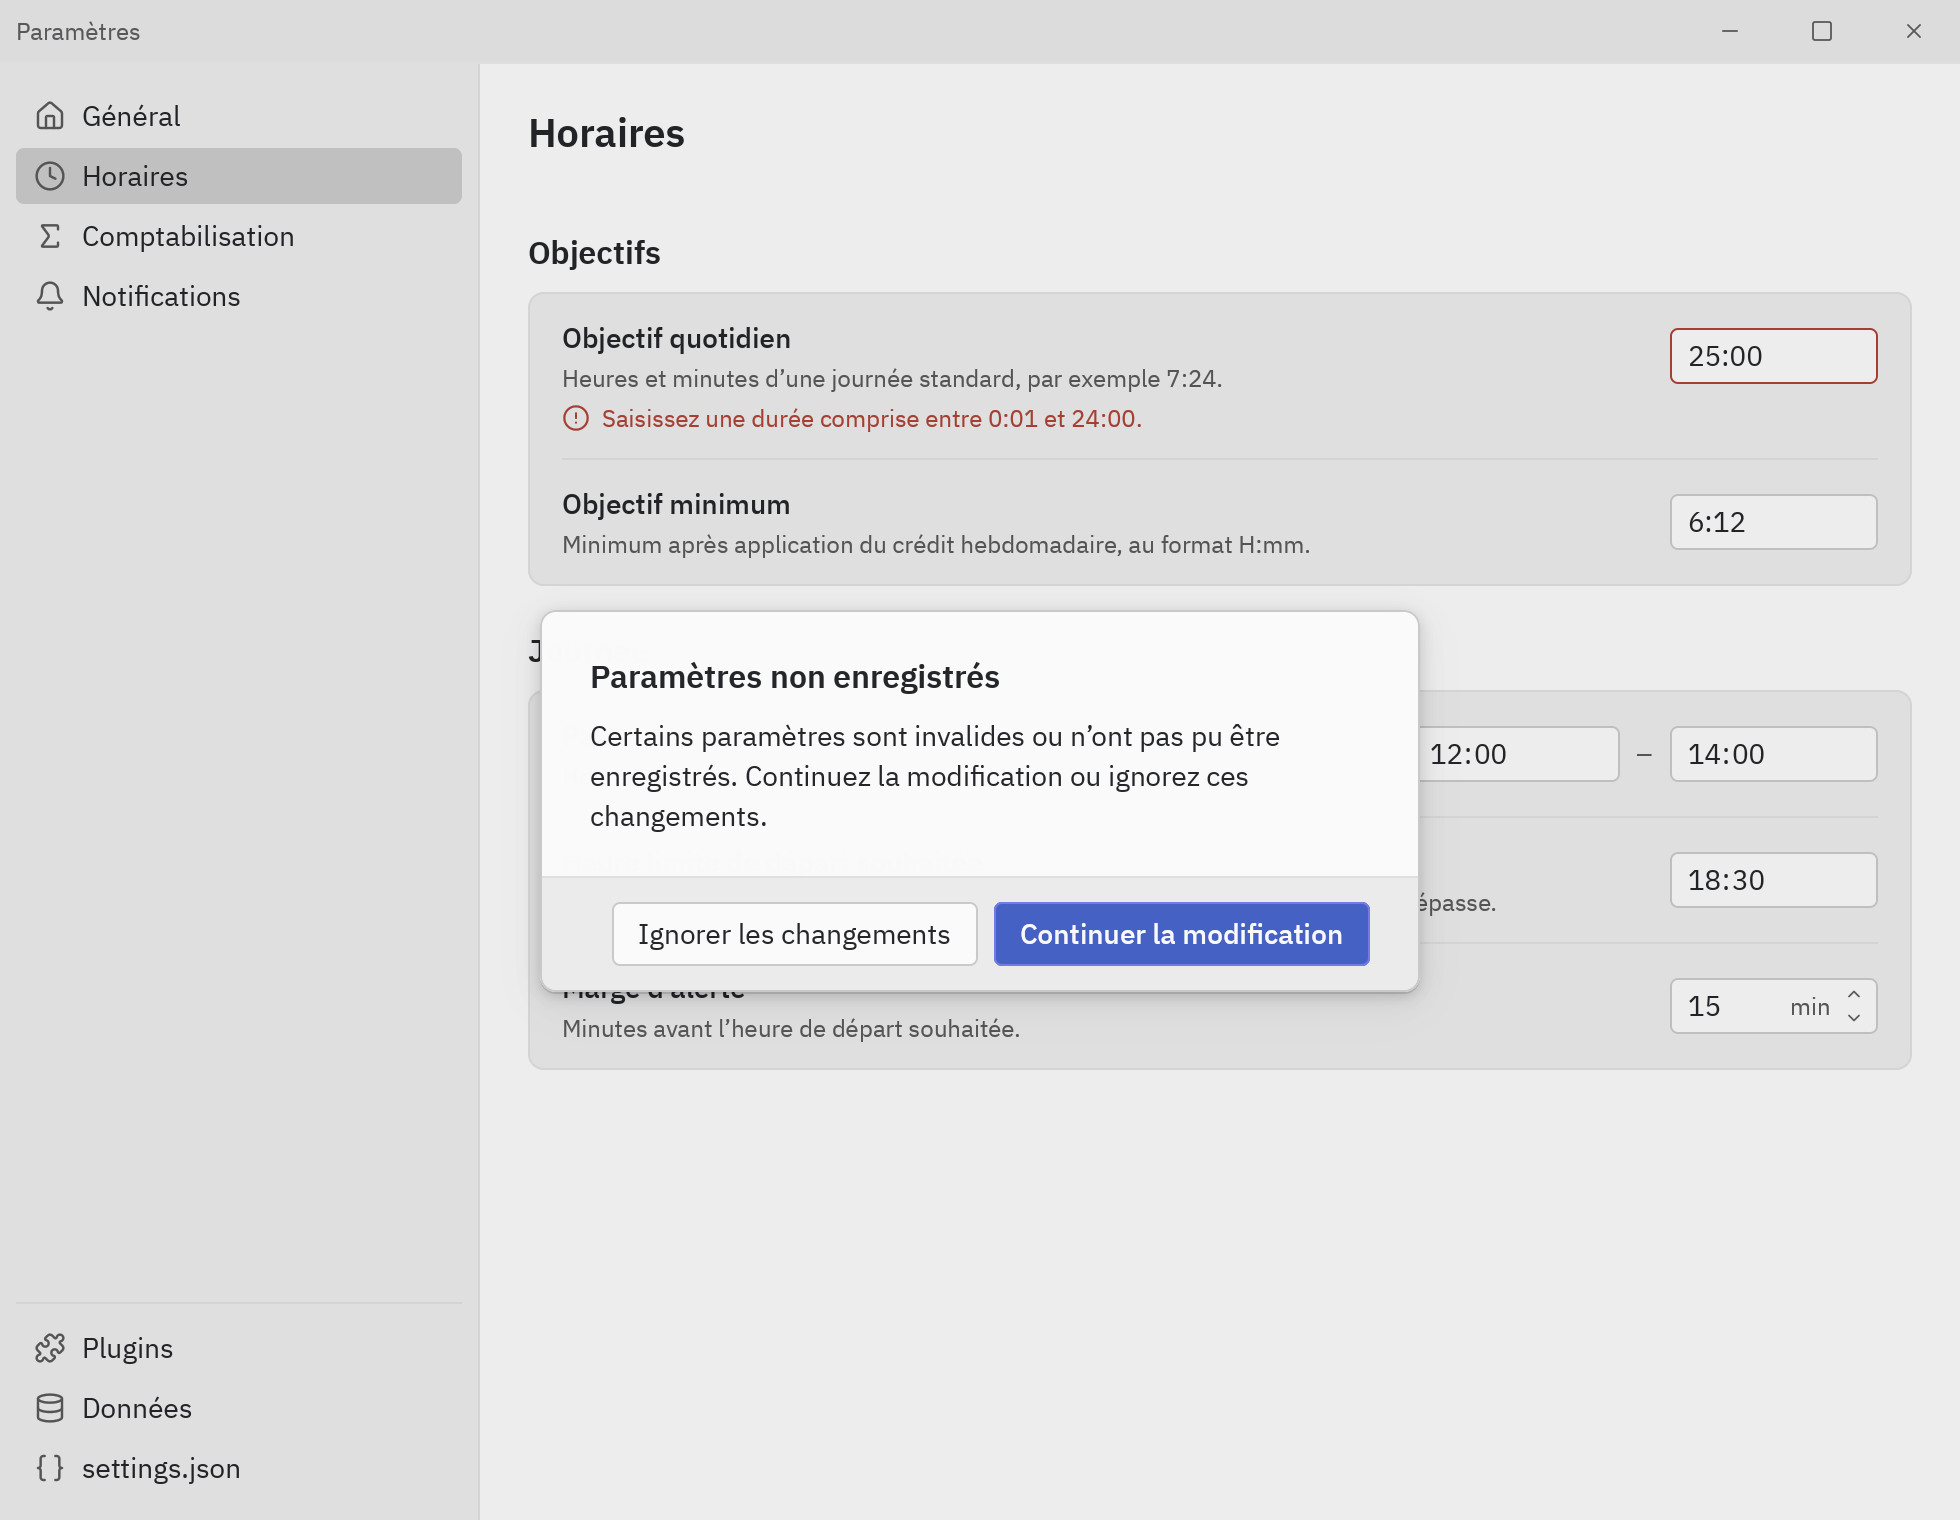 Paramètres
Général
Horaires
Comptabilisation
Notifications
Plugins
Données
settings.json
Horaires
Objectifs
Objectif quotidien
25:00
Heures et minutes d’une journée standard, par exemple 7:24.
Saisissez une durée comprise entre 0:01 et 24:00.
Objectif minimum
6:12
Minimum après application du crédit hebdomadaire, au format H:mm.
12:00 – 14:00
18:30
épasse.
Paramètres non enregistrés
Certains paramètres sont invalides ou n’ont pas pu être
enregistrés. Continuez la modification ou ignorez ces
changements.
Ignorer les changements
Continuer la modification
Marge d’alerte
15 min
Minutes avant l’heure de départ souhaitée.